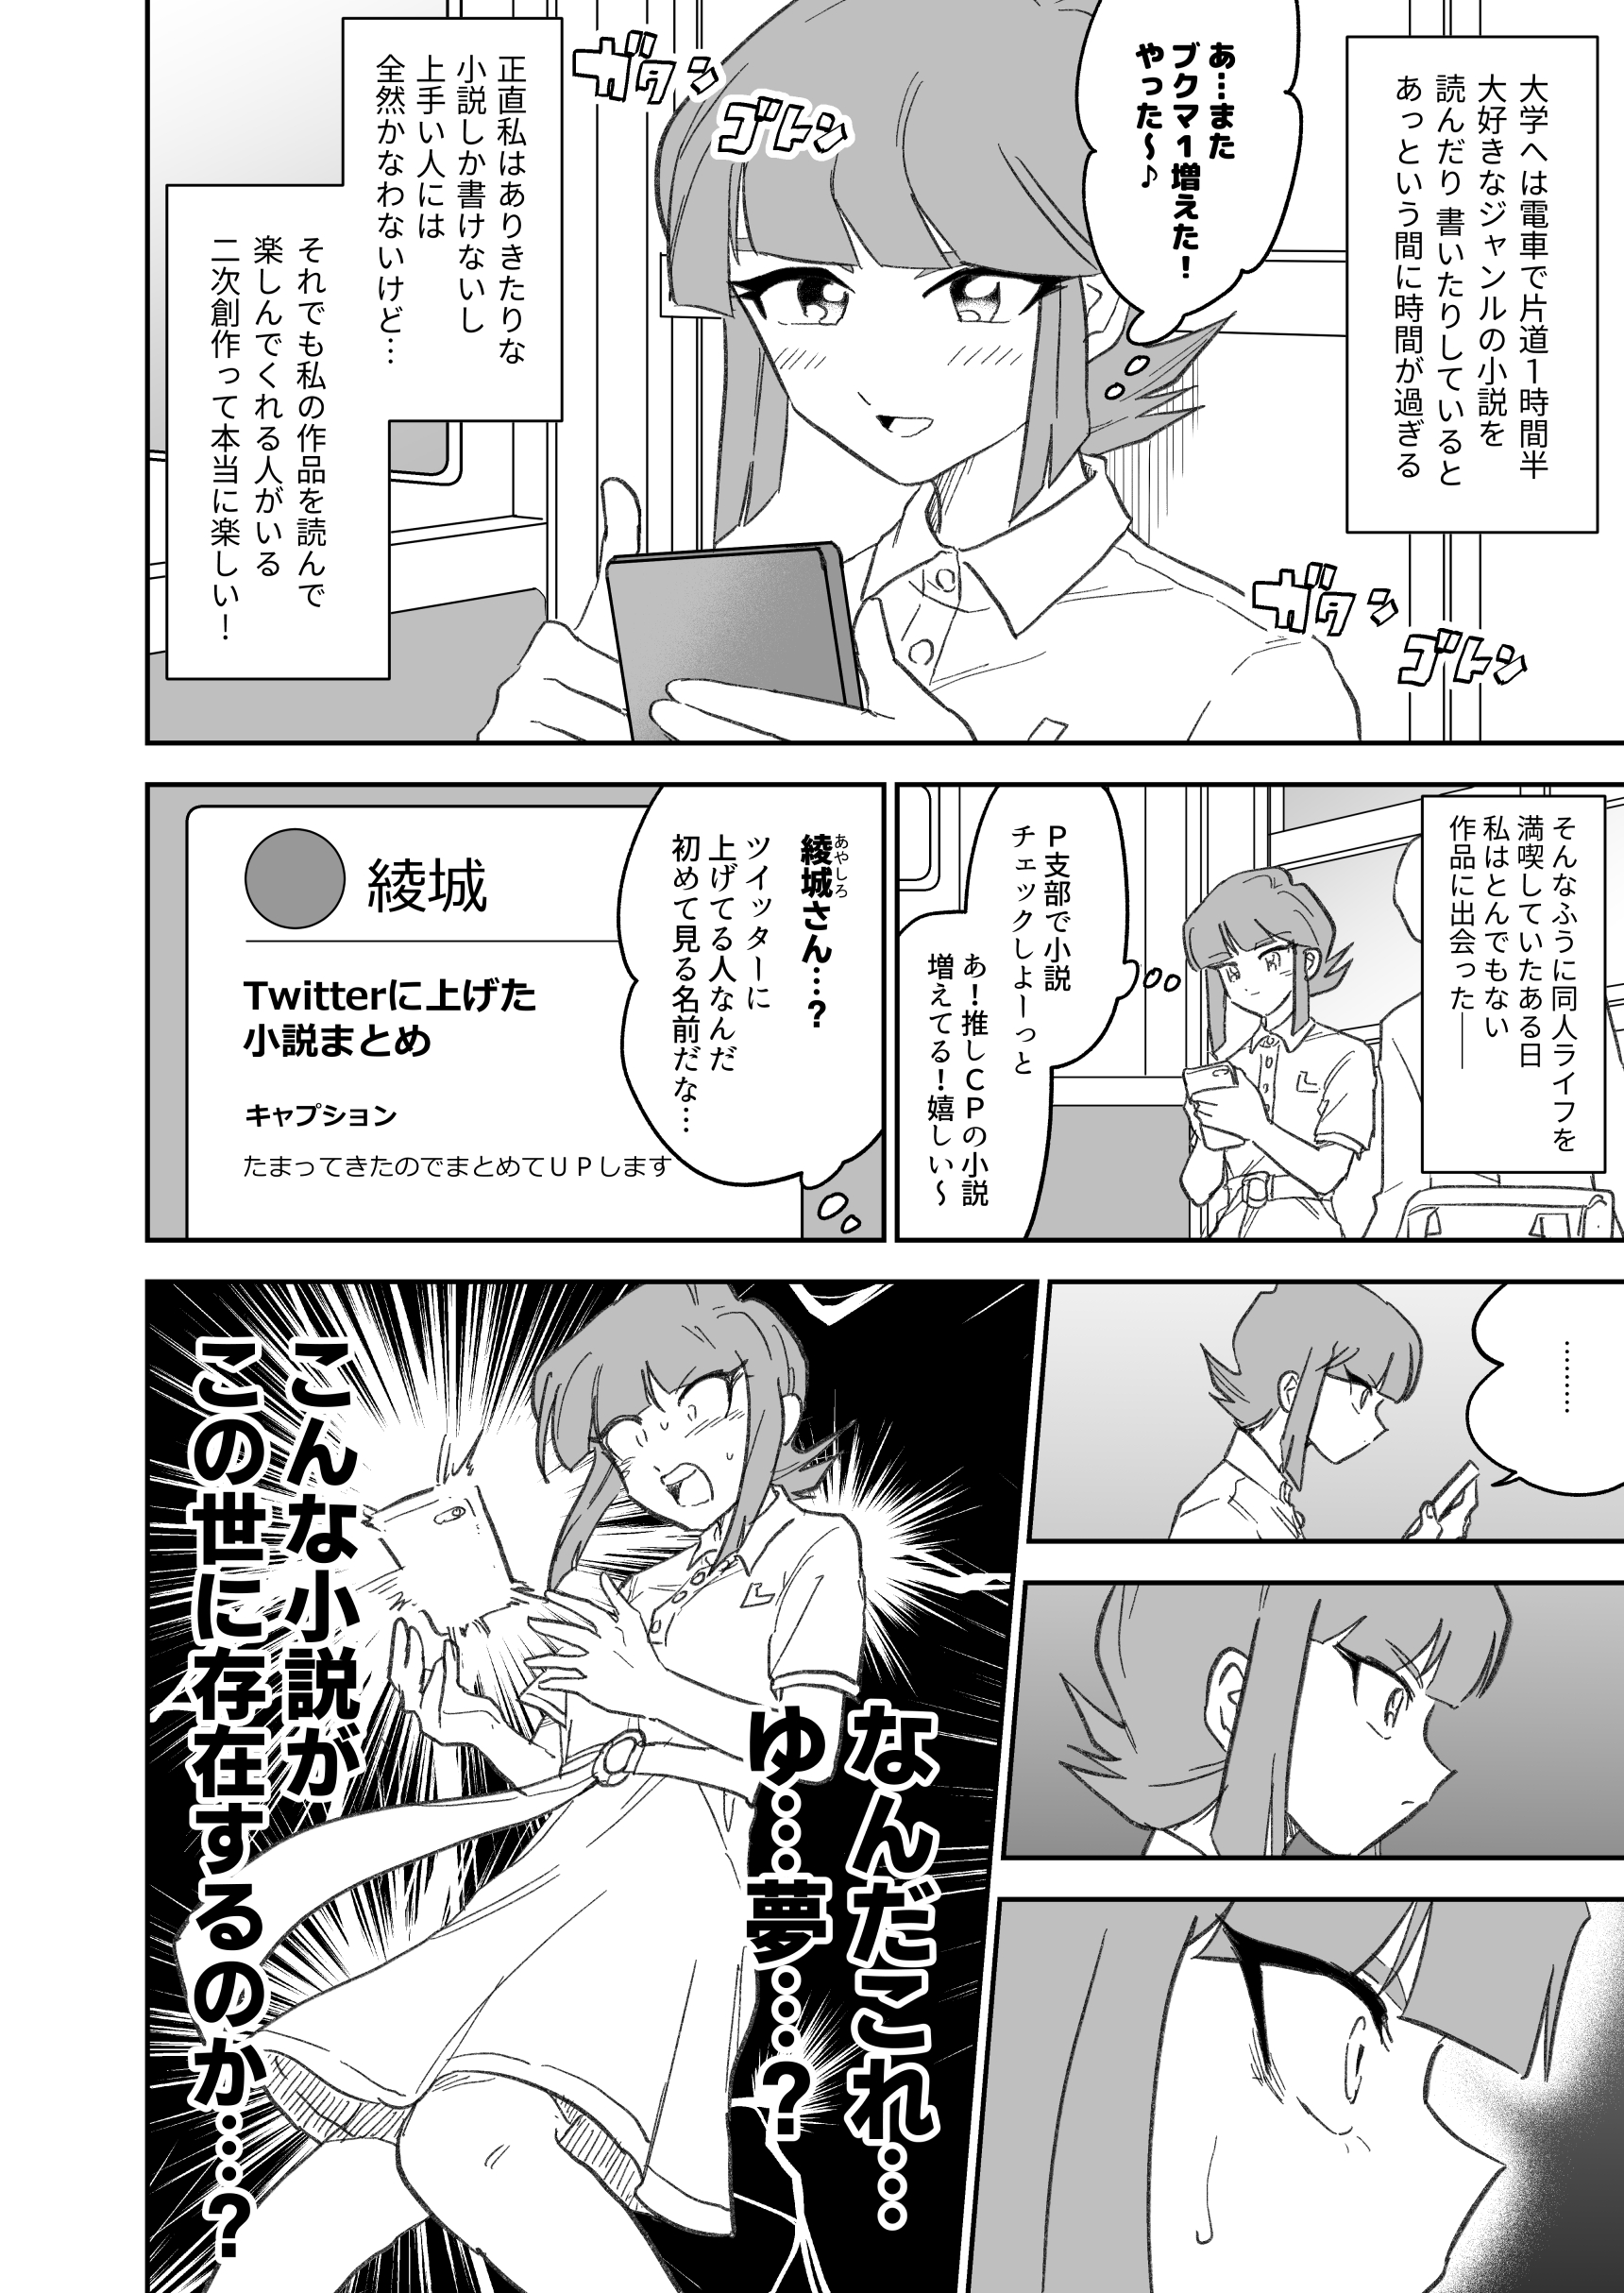 大学へは電車で片道1時間半
大好きなジャンルの小説を
読んだり 書いたりしていると
あっという間に時間が過ぎる
あ…また
ブクマ1増えた！
やった～♪
ガタン
ゴトン
ガタン
ゴトン
正直私はありきたりな
小説しか書けないし
上手い人には
全然かなわないけど…
それでも私の作品を読んで
楽しんでくれる人がいる
二次創作って本当に楽しい！
そんなふうに同人ライフを
満喫していたある日
私はとんでもない
作品に出会った――
Ｐ支部で小説
チェックしよーっと
あ！推しＣＰの小説
増えてる！嬉しい～
綾城さん…？
あやしろ
ツイッターに
上げてる人なんだ
初めて見る名前だな…
綾城
Twitterに上げた
小説まとめ
キャプション
たまってきたのでまとめてＵＰします
………
なんだこれ……
ゆ……夢……？
こんな小説が
この世に存在するのか……？